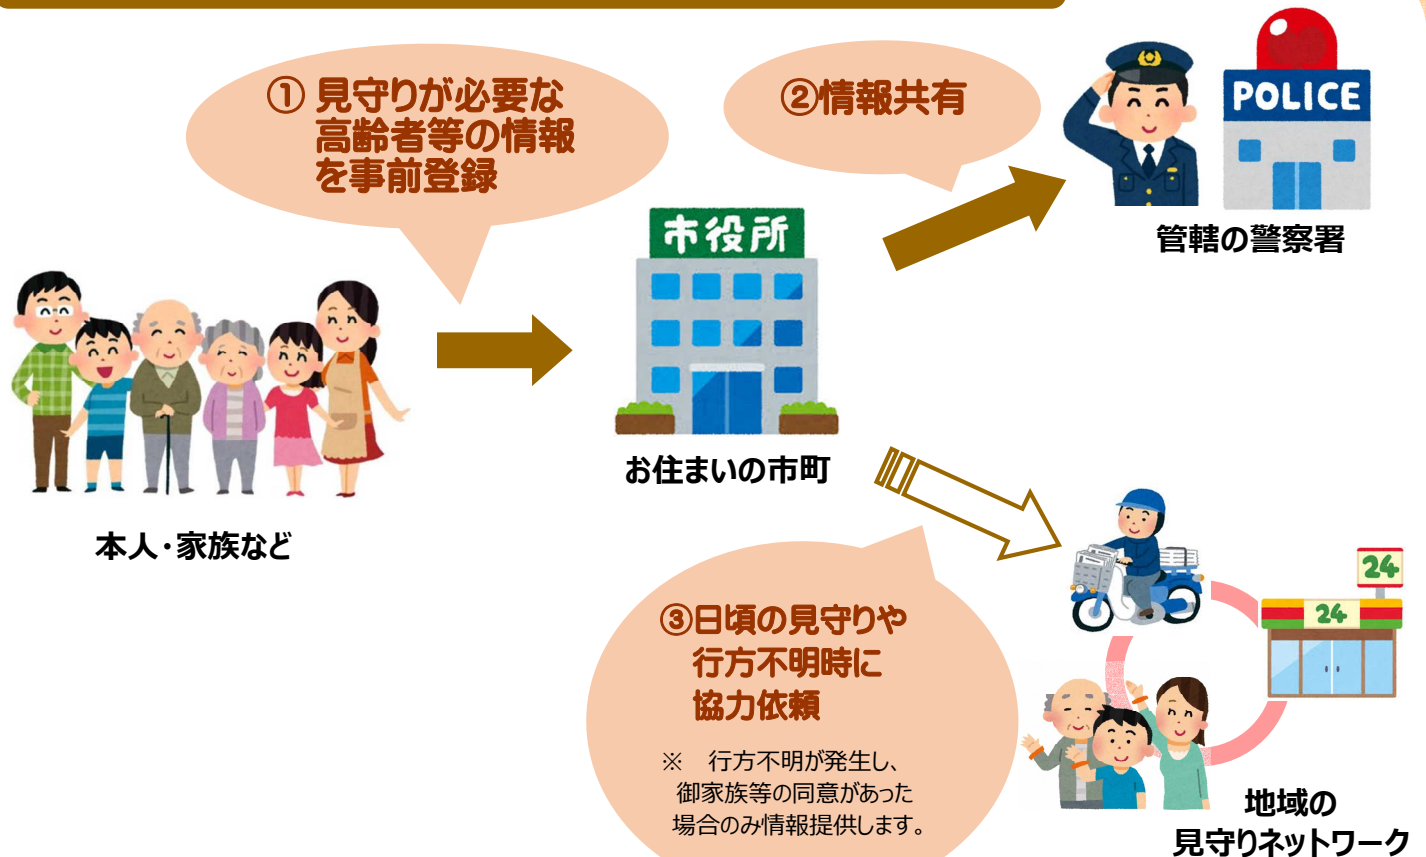 ① 見守りが必要な
高齢者等の情報
を事前登録
②情報共有
POLICE
管轄の警察署
市役所
お住まいの市町
本人・家族など
③日頃の見守りや
行方不明時に
協力依頼
※ 行方不明が発生し、
御家族等の同意があった
場合のみ情報提供します。
24
24
地域の
見守りネットワーク